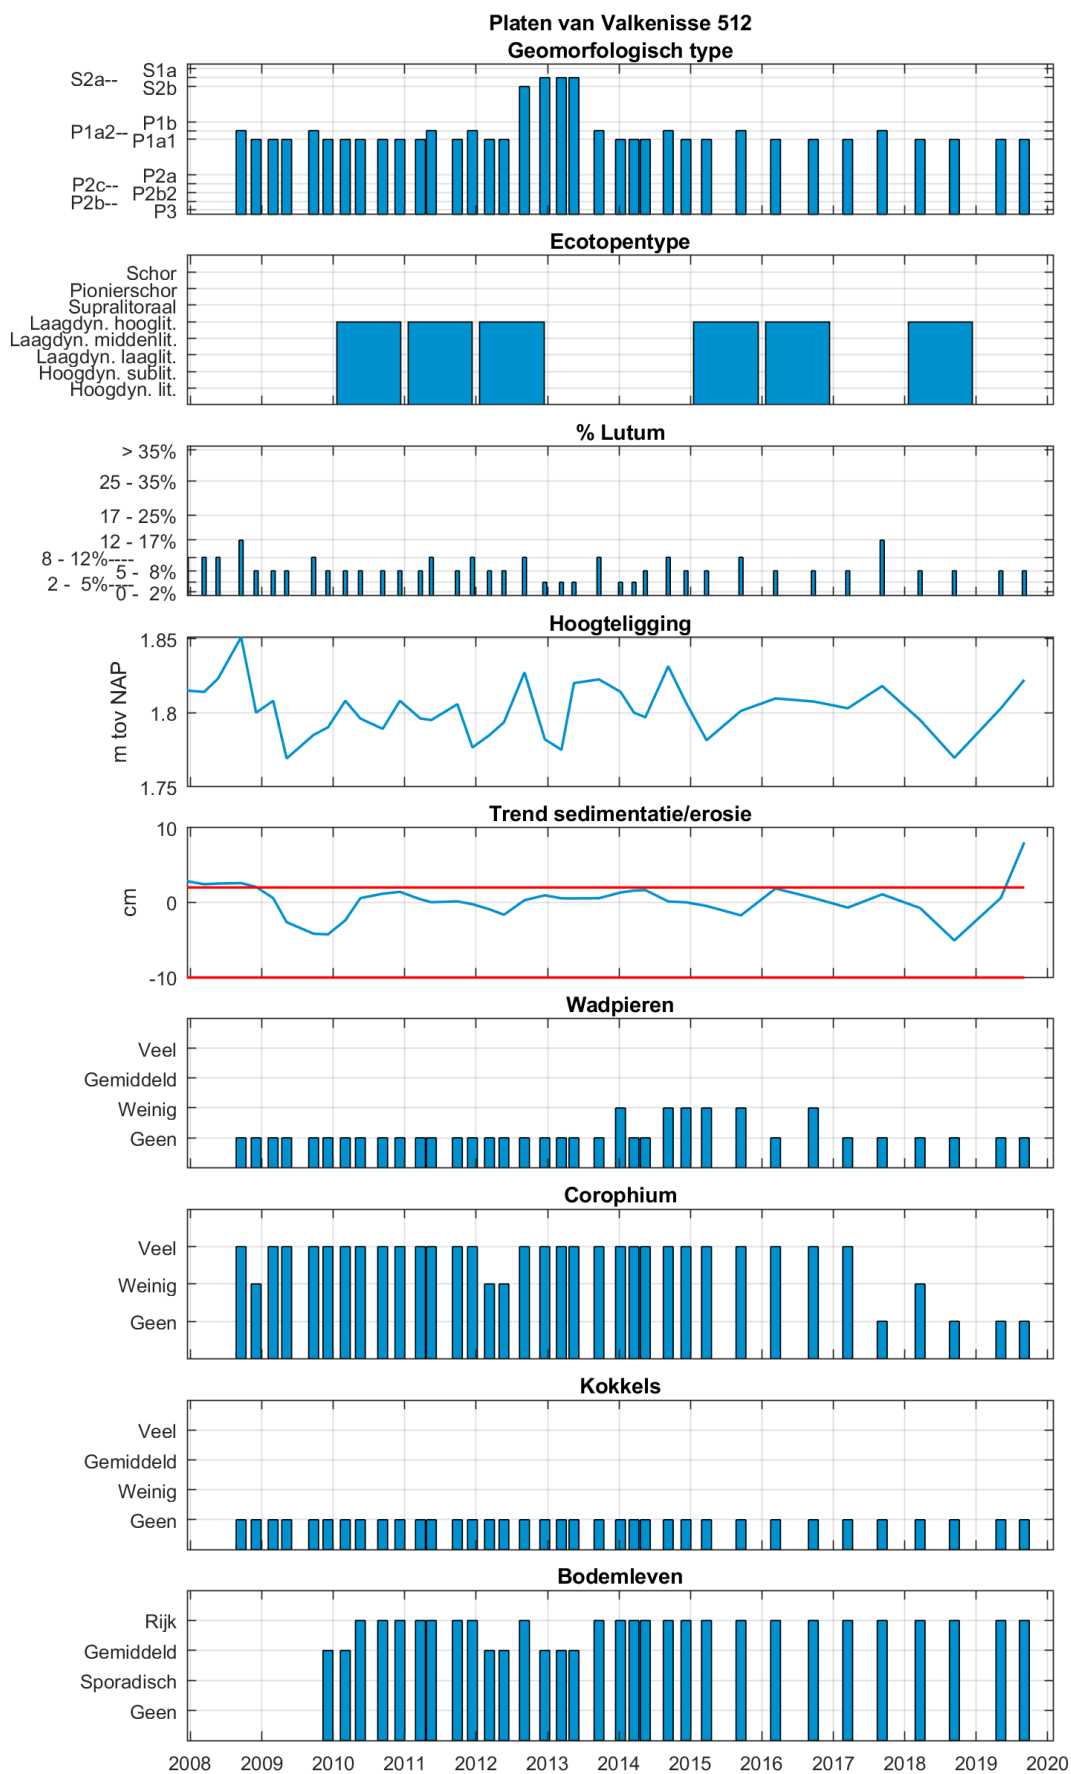 Platen van Valkenisse 512
Geomorfologisch type
S1a
S2a--
S2b
P1b
P1a2--
P1a1
P2a
P2c--
P2b2
P2b--
P3
Ecotopentype
Schor
Pionierschor
Supralitoraal
Laagdyn. hooglit.
Laagdyn. middenlit.
Laagdyn. laaglit.
Hoogdyn. sublit.
Hoogdyn. lit.
% Lutum
> 35%
25 - 35%
17 - 25%
12 - 17%
8 - 12%----
5 - 8%
2 - 5%----
0 - 2%
Hoogteligging
m tov NAP
1.85
1.8
1.75
Trend sedimentatie/erosie
cm
10
0
-10
Wadpieren
Veel
Gemiddeld
Weinig
Geen
Corophium
Veel
Weinig
Geen
Kokkels
Veel
Gemiddeld
Weinig
Geen
Bodemleven
Rijk
Gemiddeld
Sporadisch
Geen
2008 2009 2010 2011 2012 2013 2014 2015 2016 2017 2018 2019 2020